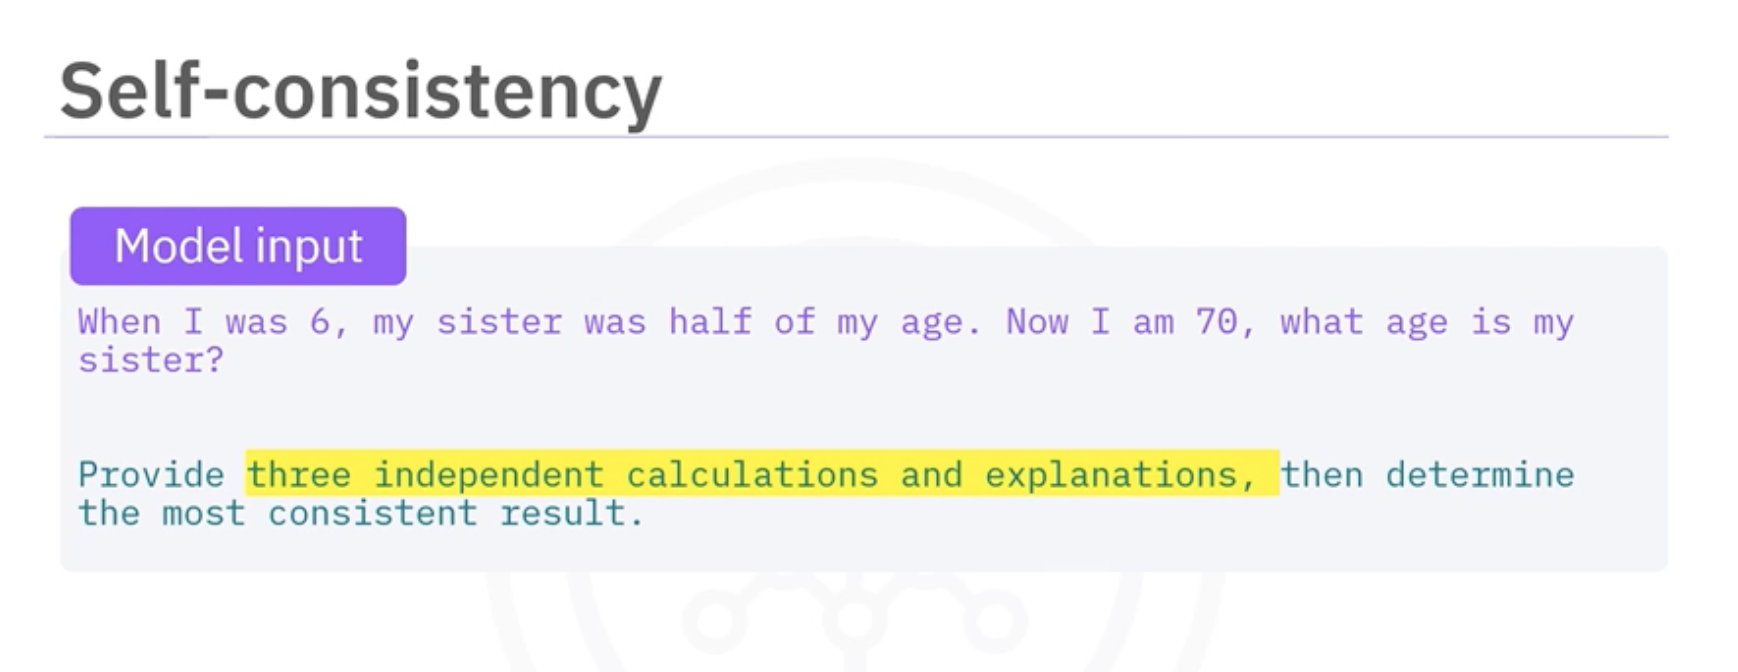 Self-consistency
Model input
When I was 6, my sister was half of my age. Now I am 70, what age is my
sister?
Provide three independent calculations and explanations, then determine
the most consistent result.